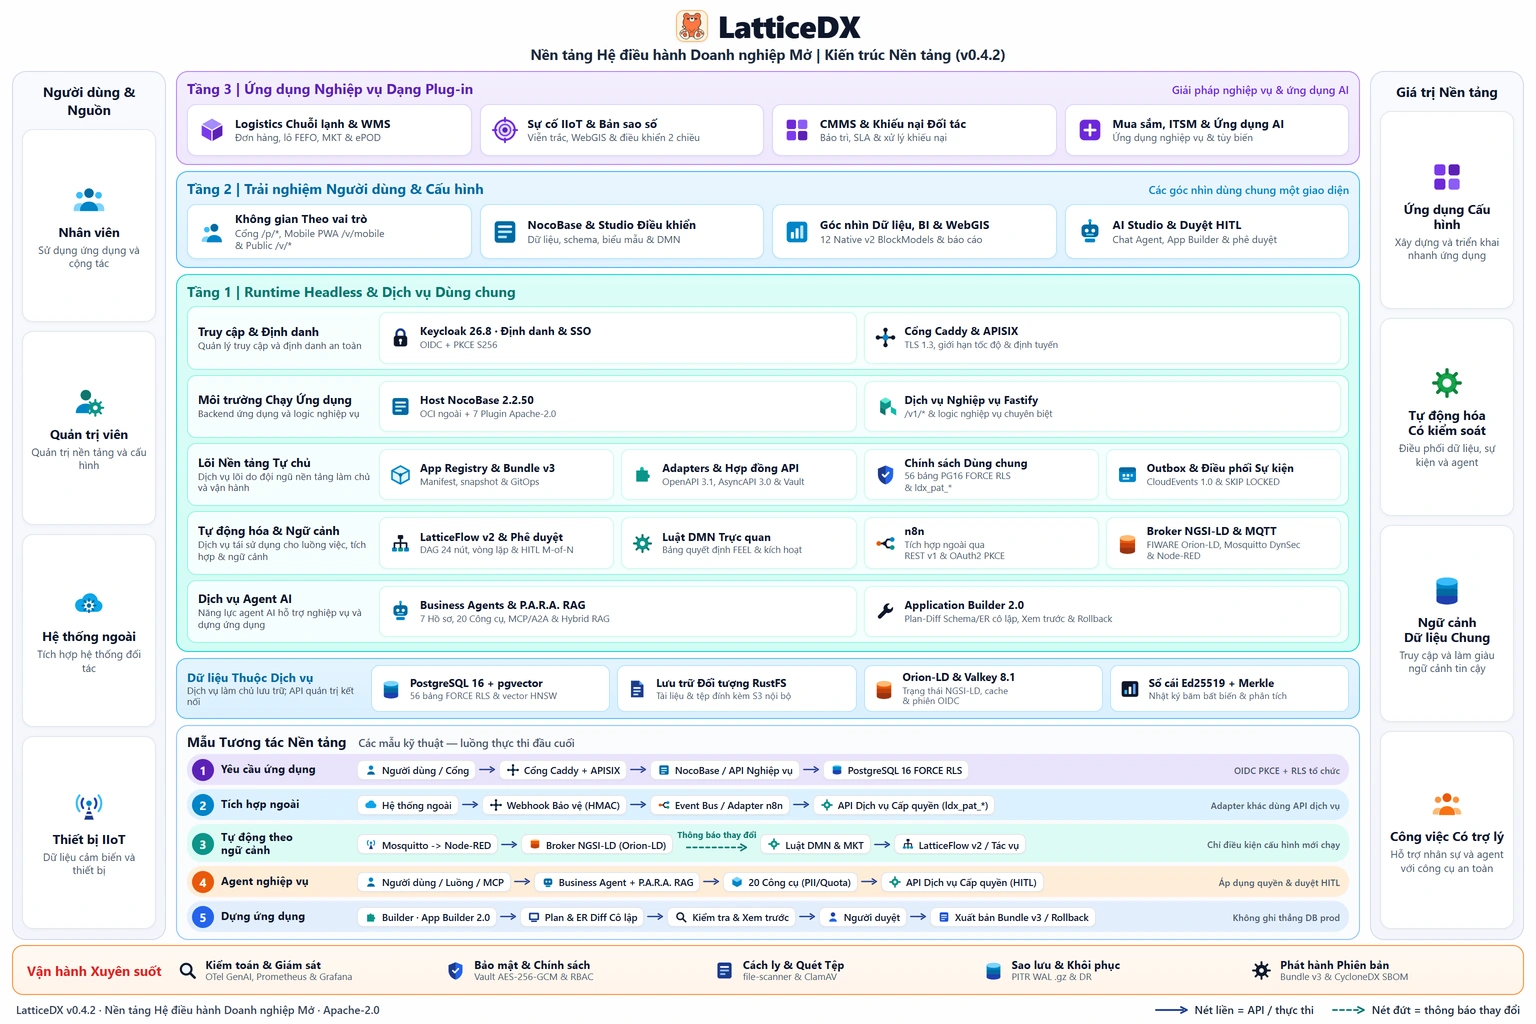 LatticeDX
Nền tảng Hệ điều hành Doanh nghiệp Mở | Kiến trúc Nền tảng (v0.4.2)
Người dùng &
Nguồn
Nhân viên
Sử dụng ứng dụng và
cộng tác
Quản trị viên
Quản trị nền tảng và cấu
hình
Hệ thống ngoài
Tích hợp hệ thống đối
tác
Thiết bị IIoT
Dữ liệu cảm biến và
thiết bị
Tầng 3 | Ứng dụng Nghiệp vụ Dạng Plug-in
Giải pháp nghiệp vụ & ứng dụng AI
Logistics Chuỗi lạnh & WMS
Đơn hàng, lô FEFO, MKT & ePOD
Sự cố IIoT & Bản sao số
Viễn trắc, WebGIS & điều khiển 2 chiều
CMMS & Khiếu nại Đối tác
Bảo trì, SLA & xử lý khiếu nại
Mua sắm, ITSM & Ứng dụng AI
Ứng dụng nghiệp vụ & tùy biến
Tầng 2 | Trải nghiệm Người dùng & Cấu hình
Các góc nhìn dùng chung một giao diện
Không gian Theo vai trò
Cổng /p/*, Mobile PWA /v/mobile
& Public /v/*
NocoBase & Studio Điều khiển
Dữ liệu, schema, biểu mẫu & DMN
Góc nhìn Dữ liệu, BI & WebGIS
12 Native v2 BlockModels & báo cáo
AI Studio & Duyệt HITL
Chat Agent, App Builder & phê duyệt
Tầng 1 | Runtime Headless & Dịch vụ Dùng chung
Truy cập & Định danh
Quản lý truy cập và định danh an toàn
Keycloak 26.8 · Định danh & SSO
OIDC + PKCE S256
Cổng Caddy & APISIX
TLS 1.3, giới hạn tốc độ & định tuyến
Môi trường Chạy Ứng dụng
Backend ứng dụng và logic nghiệp vụ
Host NocoBase 2.2.50
OCI ngoài + 7 Plugin Apache-2.0
Dịch vụ Nghiệp vụ Fastify
/v1/* & logic nghiệp vụ chuyên biệt
Lõi Nền tảng Tự chủ
Dịch vụ lõi do đội ngũ nền tảng làm chủ
và vận hành
App Registry & Bundle v3
Manifest, snapshot & GitOps
Adapters & Hợp đồng API
OpenAPI 3.1, AsyncAPI 3.0 & Vault
Chính sách Dùng chung
56 bảng PG16 FORCE RLS
& ldx_pat_*
Outbox & Điều phối Sự kiện
CloudEvents 1.0 & SKIP LOCKED
Tự động hóa & Ngữ cảnh
Dịch vụ tái sử dụng cho luồng việc, tích
hợp & ngữ cảnh
LatticeFlow v2 & Phê duyệt
DAG 24 nút, vòng lặp & HITL M-of-N
Luật DMN Trực quan
Bảng quyết định FEEL & kích hoạt
n8n
Tích hợp ngoài qua
REST v1 & OAuth2 PKCE
Broker NGSI-LD & MQTT
FIWARE Orion-LD, Mosquitto DynSec
& Node-RED
Dịch vụ Agent AI
Năng lực agent AI hỗ trợ nghiệp vụ và
dựng ứng dụng
Business Agents & P.A.R.A. RAG
7 Hồ sơ, 20 Công cụ, MCP/A2A & Hybrid RAG
Application Builder 2.0
Plan-Diff Schema/ER cô lập, Xem trước & Rollback
Dữ liệu Thuộc Dịch vụ
Dịch vụ làm chủ lưu trữ; API quản trị kết
nối
PostgreSQL 16 + pgvector
56 bảng FORCE RLS & vector HNSW
Lưu trữ Đối tượng RustFS
Tài liệu & tệp đính kèm S3 nội bộ
Orion-LD & Valkey 8.1
Trạng thái NGSI-LD, cache
& phiên OIDC
Sổ cái Ed25519 + Merkle
Nhật ký băm bất biến & phân tích
Mẫu Tương tác Nền tảng Các mẫu kỹ thuật — luồng thực thi đầu cuối
1 Yêu cầu ứng dụng Người dùng / Cổng Cổng Caddy + APISIX NocoBase / API Nghiệp vụ PostgreSQL 16 FORCE RLS OIDC PKCE + RLS tổ chức
2 Tích hợp ngoài Hệ thống ngoài Webhook Bảo vệ (HMAC) Event Bus / Adapter n8n API Dịch vụ Cấp quyền (ldx_pat_*) Adapter khác dùng API dịch vụ
3 Tự động theo
ngữ cảnh
Mosquitto -> Node-RED Broker NGSI-LD (Orion-LD) Thông báo thay đổi Luật DMN & MKT LatticeFlow v2 / Tác vụ Chỉ điều kiện cấu hình mới chạy
4 Agent nghiệp vụ Người dùng / Luồng / MCP Business Agent + P.A.R.A. RAG 20 Công cụ (PII/Quota) API Dịch vụ Cấp quyền (HITL) Áp dụng quyền & duyệt HITL
5 Dựng ứng dụng Builder · App Builder 2.0 Plan & ER Diff Cô lập Kiểm tra & Xem trước Người duyệt Xuất bản Bundle v3 / Rollback Không ghi thẳng DB prod
Giá trị Nền tảng
Ứng dụng Cấu
hình
Xây dựng và triển khai
nhanh ứng dụng
Tự động hóa
Có kiểm soát
Điều phối dữ liệu, sự
kiện và agent
Ngữ cảnh
Dữ liệu Chung
Truy cập và làm giàu
ngữ cảnh tin cậy
Công việc Có trợ lý
Hỗ trợ nhân sự và agent
với công cụ an toàn
Vận hành Xuyên suốt
Kiểm toán & Giám sát
OTel GenAI, Prometheus & Grafana
Bảo mật & Chính sách
Vault AES-256-GCM & RBAC
Cách ly & Quét Tệp
file-scanner & ClamAV
Sao lưu & Khôi phục
PITR WAL .gz & DR
Phát hành Phiên bản
Bundle v3 & CycloneDX SBOM
LatticeDX v0.4.2 · Nền tảng Hệ điều hành Doanh nghiệp Mở · Apache-2.0
Nét liền = API / thực thi
Nét đứt = thông báo thay đổi